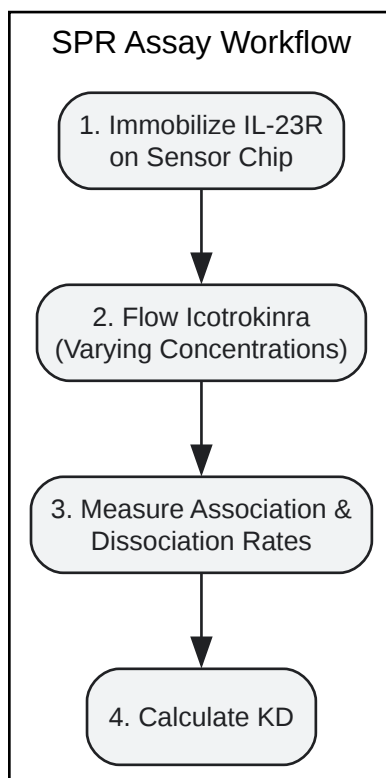 SPR Assay Workflow
1. Immobilize IL-23R
on Sensor Chip
2. Flow Icotrokinra
(Varying Concentrations)
3. Measure Association &
Dissociation Rates
4. Calculate KD